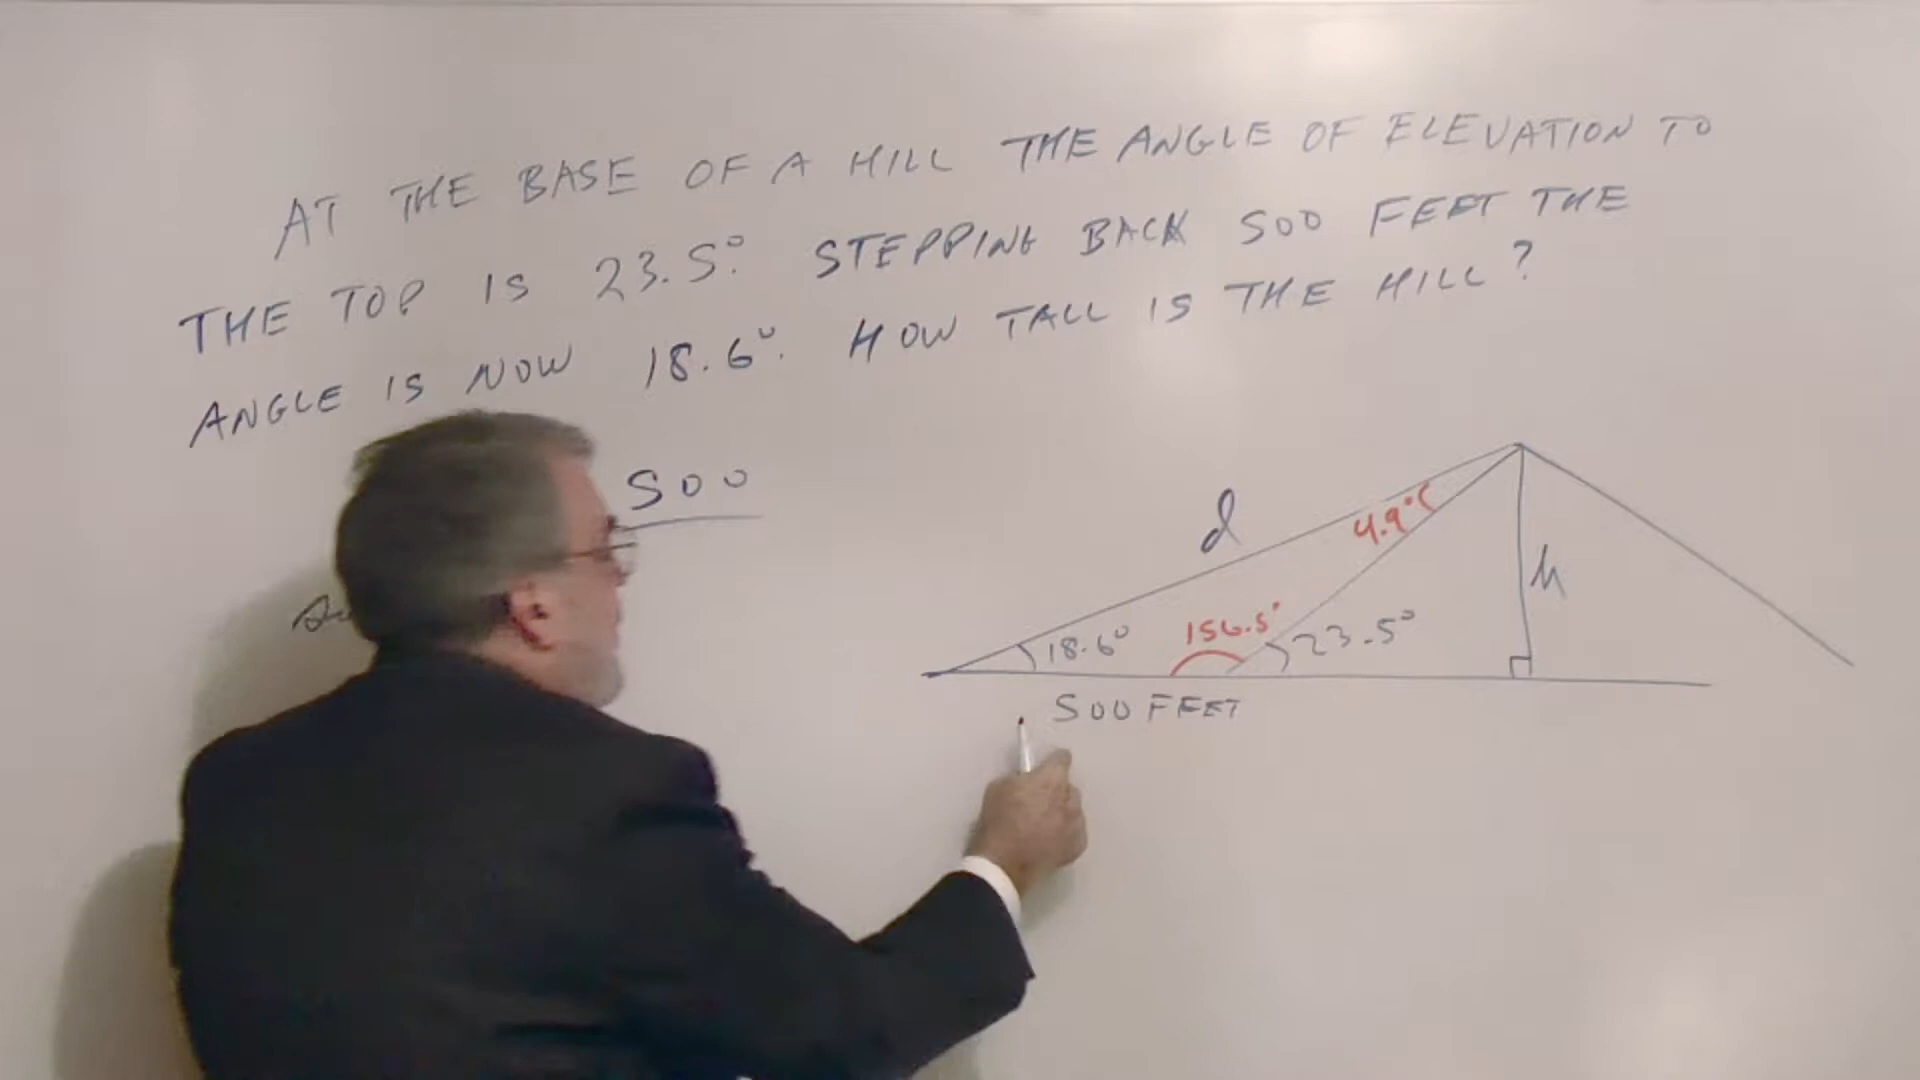 AT THE BASE OF A HILL THE ANGLE OF ELEVATION TO
THE TOP IS 23.5°. STEPPING BACK 500 FEET THE
ANGLE IS NOW 18.6°. HOW TALL IS THE HILL?
500
d
4.9°
h
18.6°
156.5°
23.5°
500 FEET